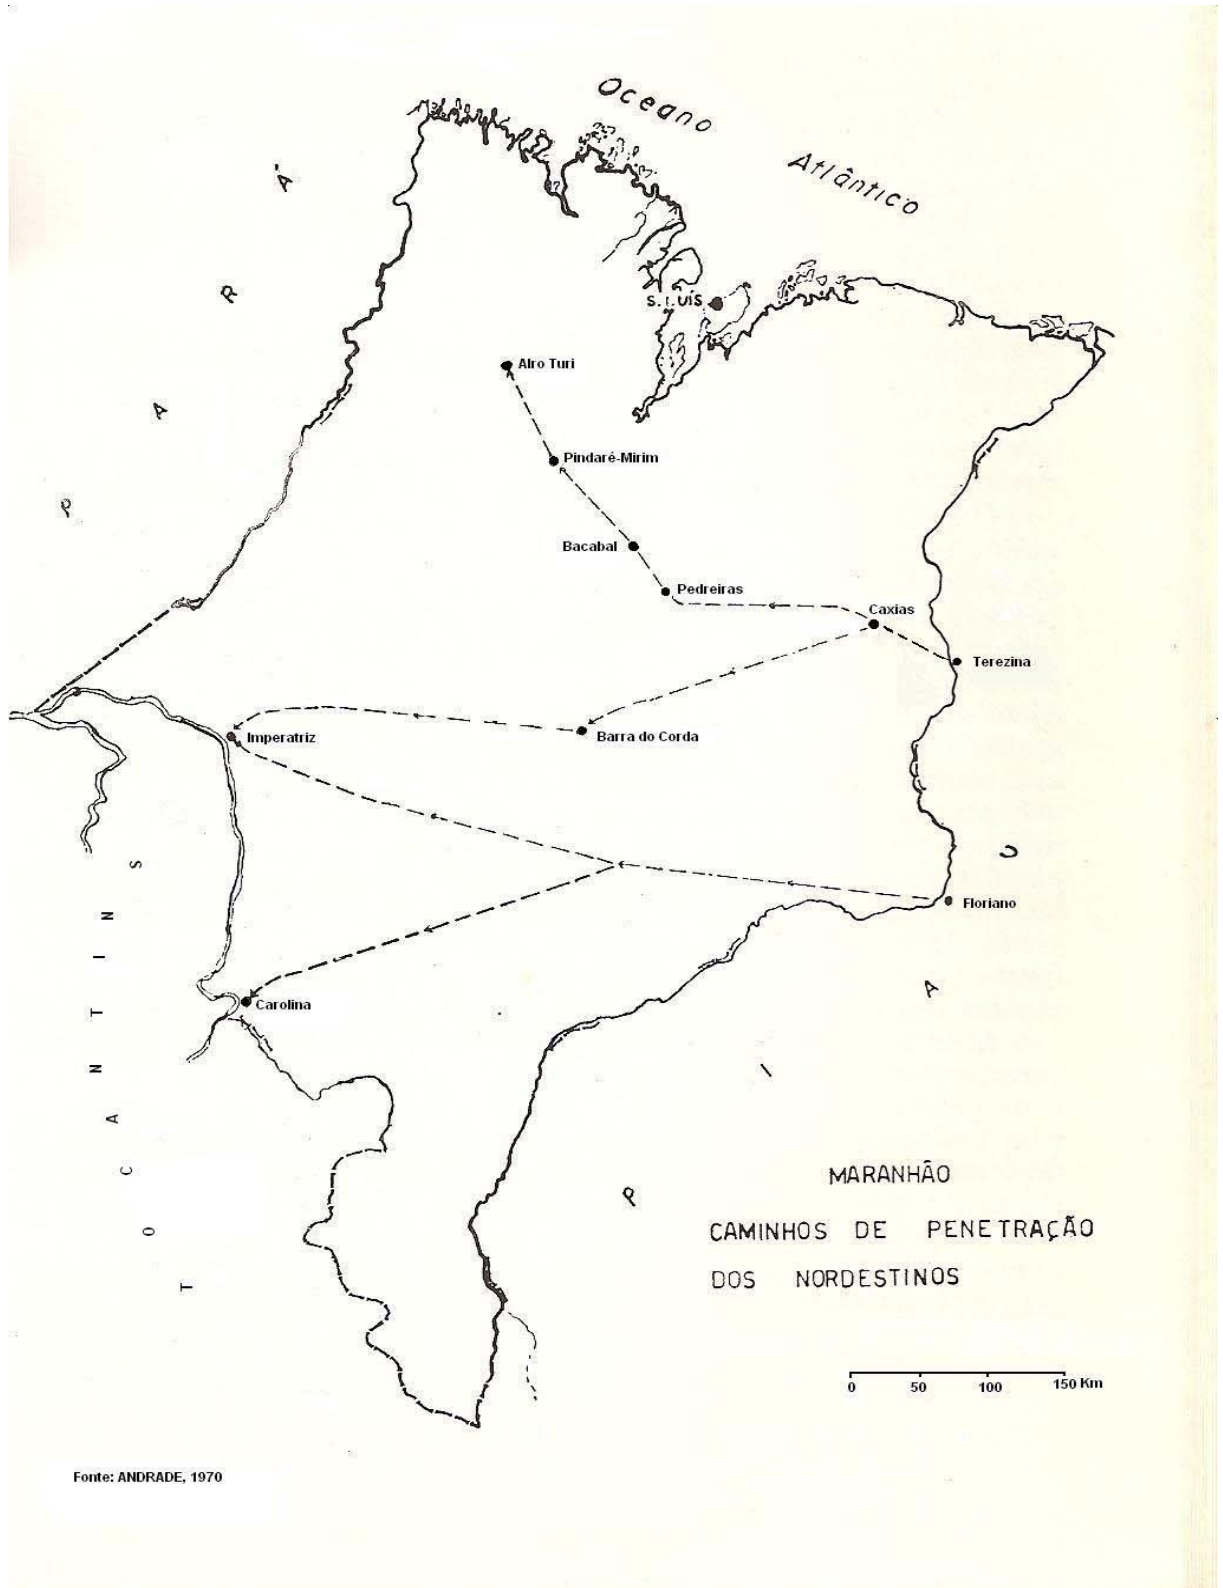 Oceano
Atlântico
PARÁ
S. LUÍS
Alro Turi
Pindaré-Mirim
Bacabal
Pedreiras
Caxias
Terezina
Imperatriz
Barra do Corda
Floriano
Carolina
TOCANTINS
PIAU
MARANHÃO
CAMINHOS DE PENETRAÇÃO
DOS NORDESTINOS
0 50 100 150 Km
Fonte: ANDRADE, 1970